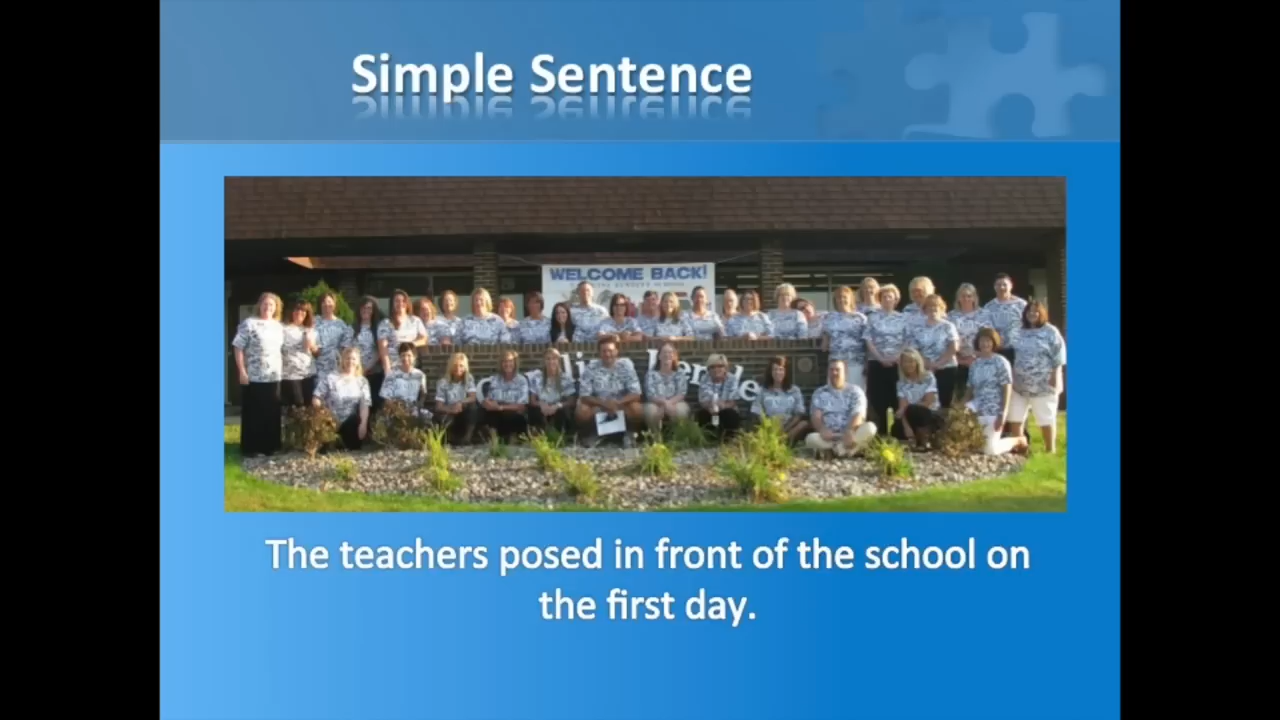 Simple Sentence
WELCOME BACK!
The teachers posed in front of the school on
the first day.